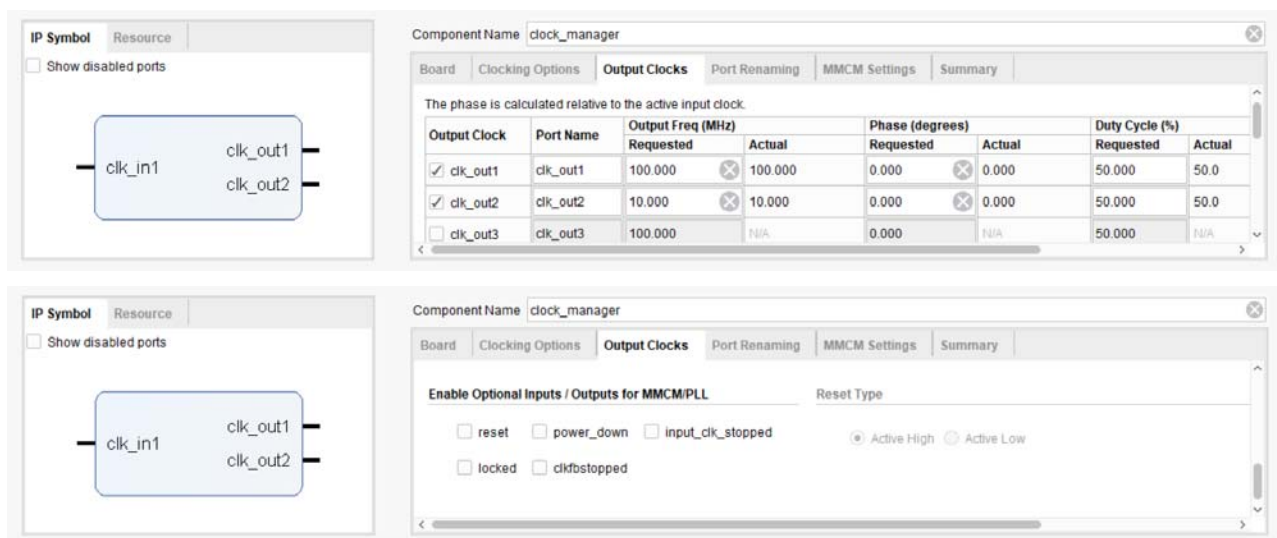 IP Symbol Resource
Show disabled ports
clk_in1
clk_out1
clk_out2
Component Name clock_manager
Board Clocking Options Output Clocks Port Renaming MMCM Settings Summary
The phase is calculated relative to the active input clock.
Output Clock Port Name Output Freq (MHz) Phase (degrees) Duty Cycle (%)
Requested Actual Requested Actual Requested Actual
clk_out1 clk_out1 100.000 100.000 0.000 0.000 50.000 50.0
clk_out2 clk_out2 10.000 10.000 0.000 0.000 50.000 50.0
clk_out3 clk_out3 100.000 N/A 0.000 N/A 50.000 N/A
IP Symbol Resource
Show disabled ports
clk_in1
clk_out1
clk_out2
Component Name clock_manager
Board Clocking Options Output Clocks Port Renaming MMCM Settings Summary
Enable Optional Inputs / Outputs for MMCM/PLL Reset Type
reset power_down input_clk_stopped Active High Active Low
locked clkfbstopped